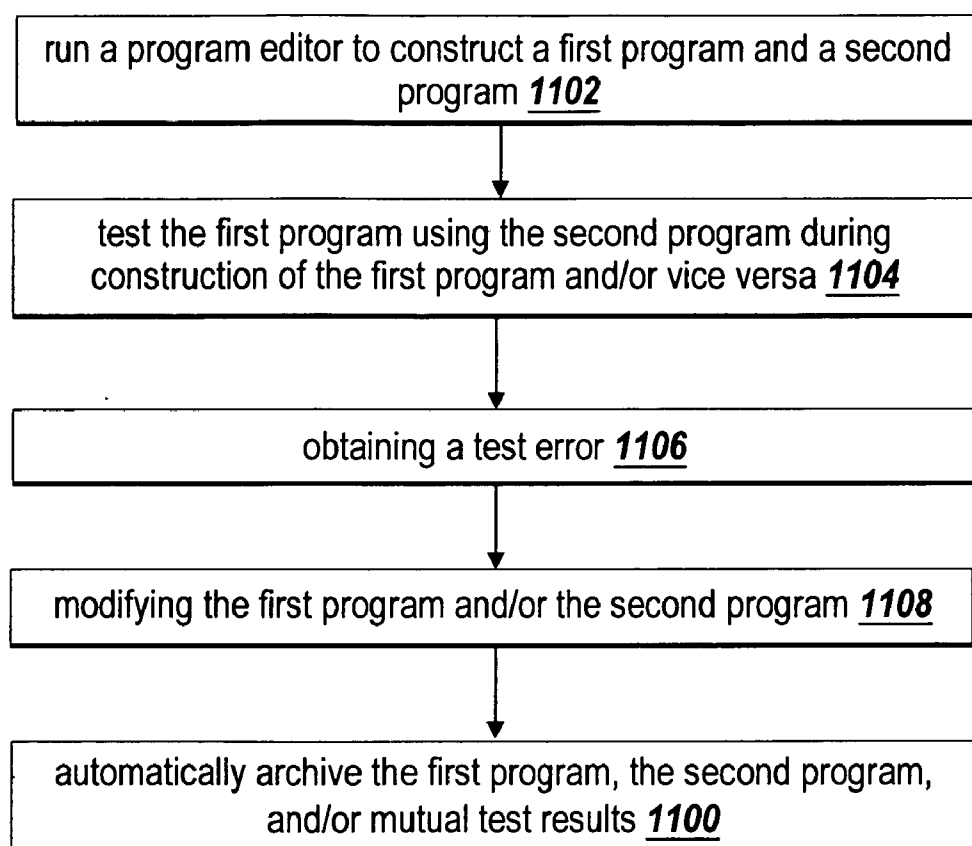 run a program editor to construct a first program and a second
program 1102
test the first program using the second program during
construction of the first program and/or vice versa 1104
obtaining a test error 1106
modifying the first program and/or the second program 1108
automatically archive the first program, the second program,
and/or mutual test results 1100